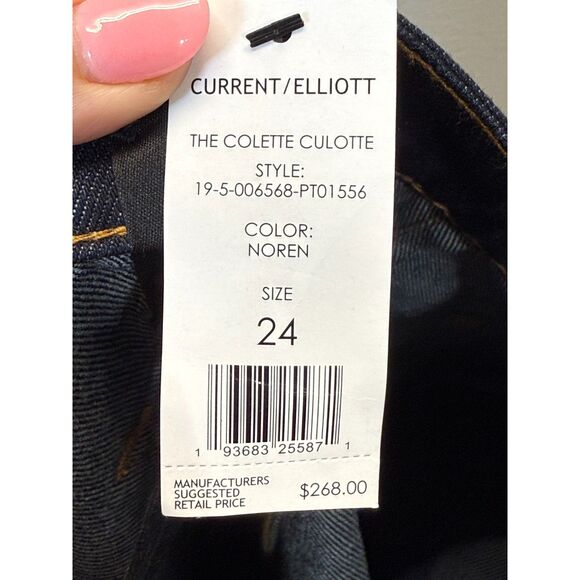 CURRENT/ELLIOTT
THE COLETTE CULOTTE
STYLE:
19-5-006568-PT01556
COLOR:
NOREN
SIZE
24
1 93683 25587 1
MANUFACTURERS
SUGGESTED
RETAIL PRICE $268.00